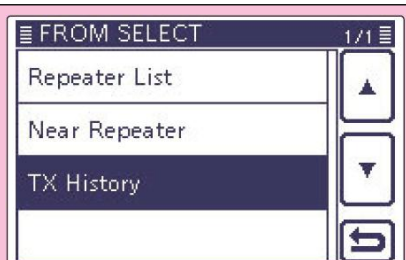 FROM SELECT 1/1
Repeater List
Near Repeater
TX History